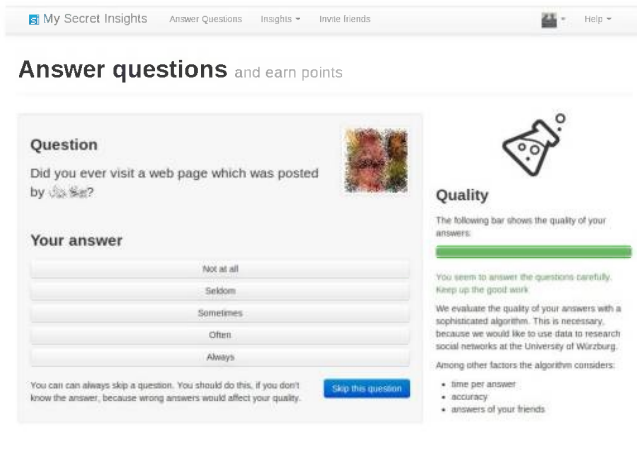 My Secret Insights Answer Questions Insights Invite friends Help
Answer questions and earn points
Question
Did you ever visit a web page which was posted
by ?
Your answer
Not at all
Seldom
Sometimes
Often
Always
You can can always skip a question. You should do this, if you don't
know the answer, because wrong answers would affect your quality.
Skip this question
Quality
The following bar shows the quality of your
answers:
You seem to answer the questions carefully.
Keep up the good work
We evaluate the quality of your answers with a
sophisticated algorithm. This is necessary,
because we would like to use data to research
social networks at the University of Würzburg.
Among other factors the algorithm considers:
• time per answer
• accuracy
• answers of your friends